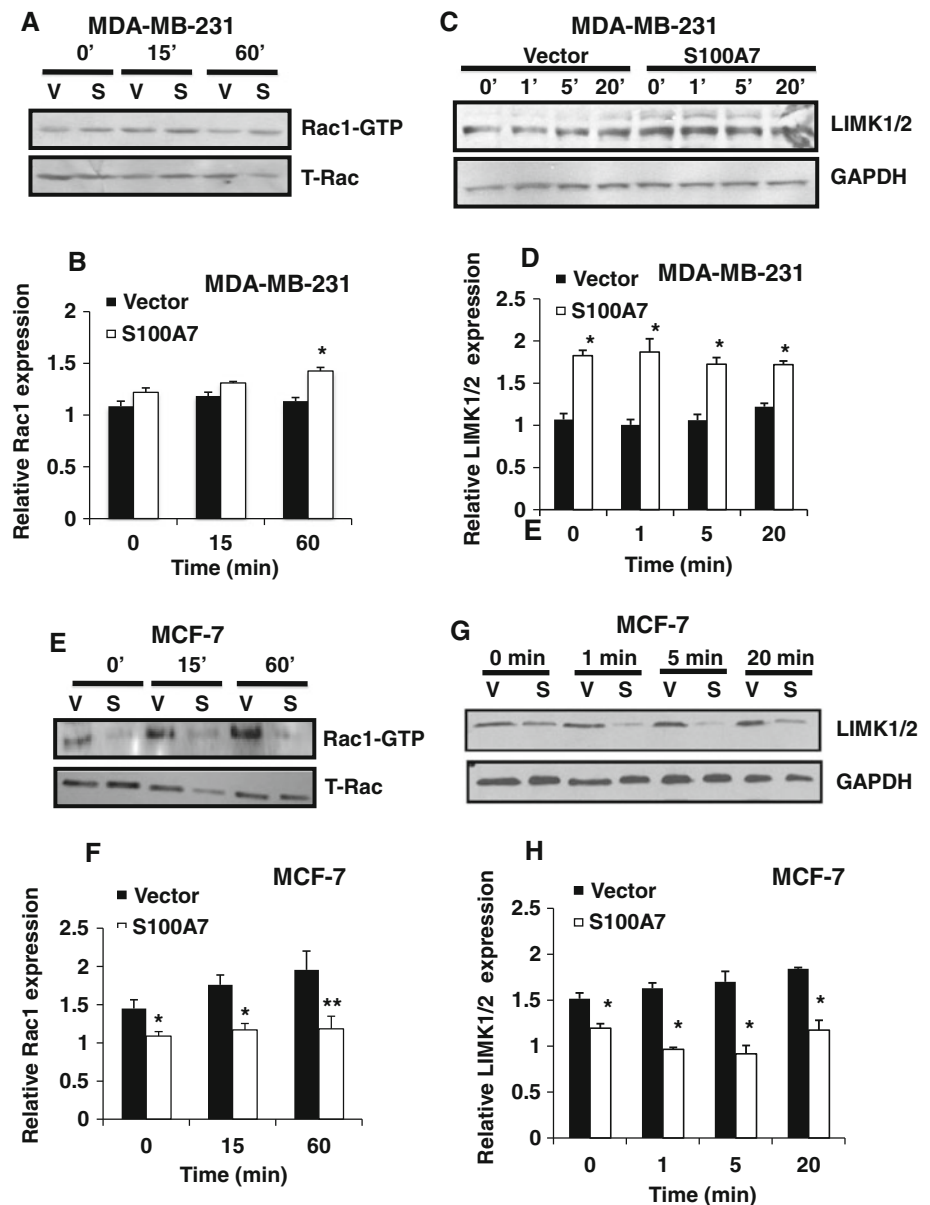 A
MDA-MB-231
0' 15' 60'
V S V S V S
Rac1-GTP
T-Rac
B
MDA-MB-231
Vector
S100A7
Relative Rac1 expression
2
1.5
1
0.5
0
*
0 15 60
Time (min)
C
MDA-MB-231
Vector S100A7
0' 1' 5' 20' 0' 1' 5' 20'
LIMK1/2
GAPDH
D
MDA-MB-231
Vector
S100A7
Relative LIMK1/2 expression
2.5
2
1.5
1
0.5
0
* * * *
E
0 1 5 20
Time (min)
E
MCF-7
0' 15' 60'
V S V S V S
Rac1-GTP
T-Rac
F
MCF-7
Vector
S100A7
Relative Rac1 expression
2.5
2
1.5
1
0.5
0
* * **
0 15 60
Time (min)
G
MCF-7
0 min 1 min 5 min 20 min
V S V S V S V S
LIMK1/2
GAPDH
H
MCF-7
Vector
S100A7
Relative LIMK1/2 expression
2.5
2
1.5
1
0.5
0
* * * *
0 1 5 20
Time (min)